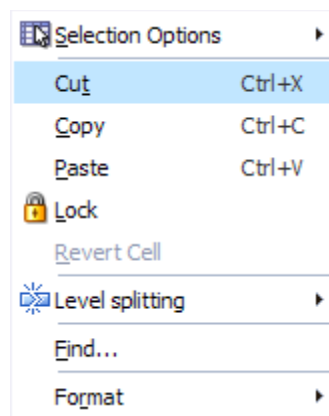 Selection Options
Cut Ctrl+X
Copy Ctrl+C
Paste Ctrl+V
Lock
Revert Cell
Level splitting
Find...
Format